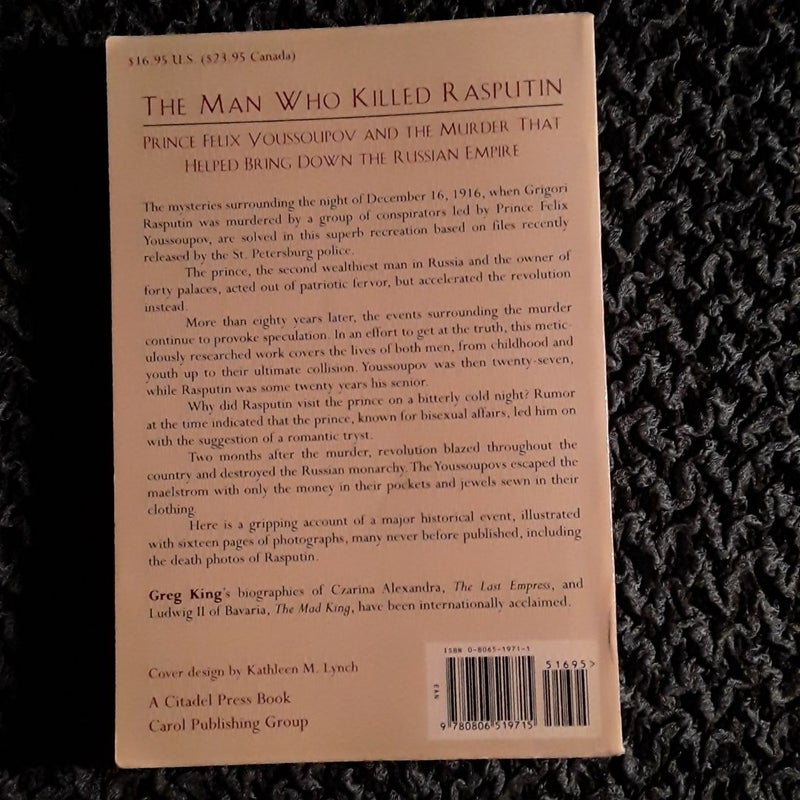 $16.95 U.S. ($23.95 Canada)
THE MAN WHO KILLED RASPUTIN
PRINCE FELIX YOUSSOUPOV AND THE MURDER THAT
HELPED BRING DOWN THE RUSSIAN EMPIRE
The mysteries surrounding the night of December 16, 1916, when Grigori
Rasputin was murdered by a group of conspirators led by Prince Felix
Youssoupov, are solved in this superb recreation based on files recently
released by the St. Petersburg police.
The prince, the second wealthiest man in Russia and the owner of
forty palaces, acted out of patriotic fervor, but accelerated the revolution
instead.
More than eighty years later, the events surrounding the murder
continue to provoke speculation. In an effort to get at the truth, this metic-
ulously researched work covers the lives of both men, from childhood and
youth up to their ultimate collision. Youssoupov was then twenty-seven,
while Rasputin was some twenty years his senior.
Why did Rasputin visit the prince on a bitterly cold night? Rumor
at the time indicated that the prince, known for bisexual affairs, led him on
with the suggestion of a romantic tryst.
Two months after the murder, revolution blazed throughout the
country and destroyed the Russian monarchy. The Youssoupovs escaped the
maelstrom with only the money in their pockets and jewels sewn in their
clothing.
Here is a gripping account of a major historical event, illustrated
with sixteen pages of photographs, many never before published, including
the death photos of Rasputin.
Greg King's biographies of Czarina Alexandra, The Last Empress, and
Ludwig II of Bavaria, The Mad King, have been internationally acclaimed.
Cover design by Kathleen M. Lynch
A Citadel Press Book
Carol Publishing Group
ISBN 0-8065-1971-1
51695>
EAN
9 780806 519715